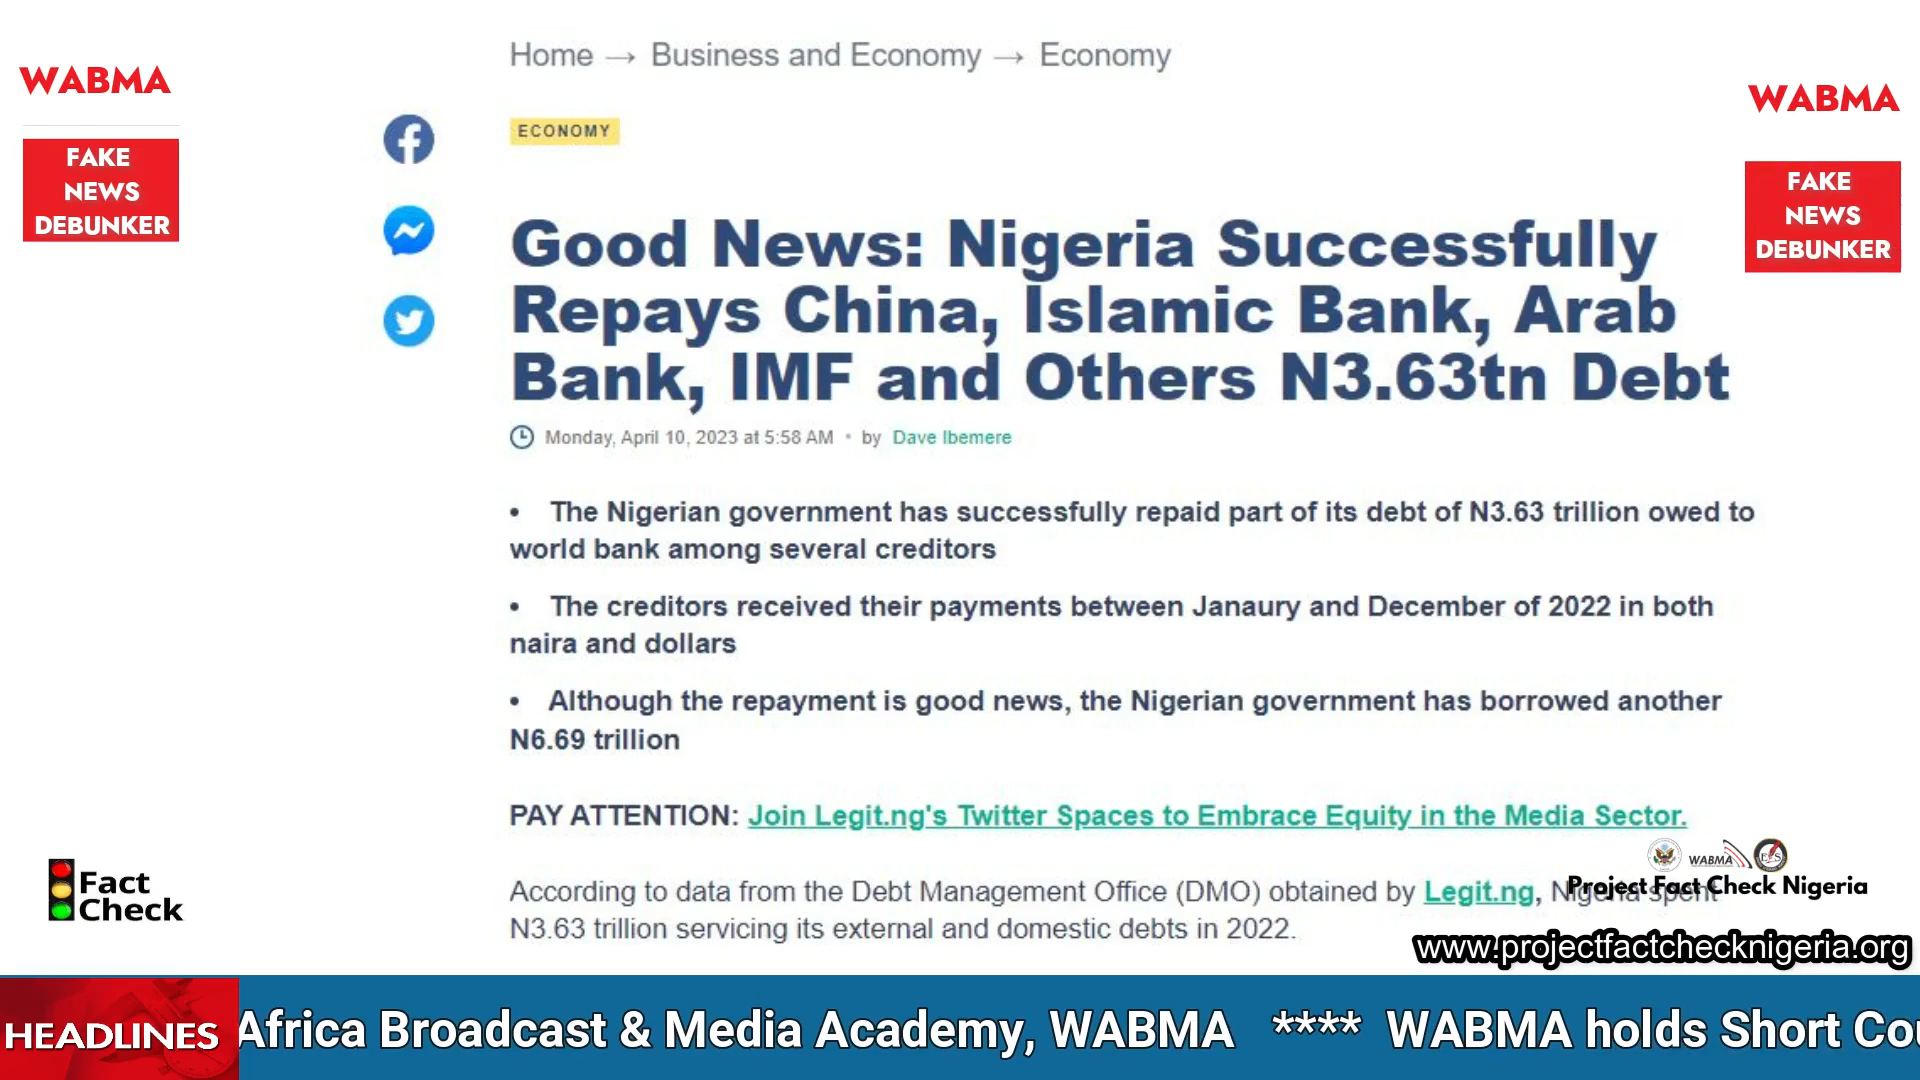 Home → Business and Economy → Economy
WABMA
FAKE
NEWS
DEBUNKER
WABMA
FAKE
NEWS
DEBUNKER
ECONOMY
Good News: Nigeria Successfully
Repays China, Islamic Bank, Arab
Bank, IMF and Others N3.63tn Debt
Monday, April 10, 2023 at 5:58 AM • by Dave Ibemere
• The Nigerian government has successfully repaid part of its debt of N3.63 trillion owed to
world bank among several creditors
• The creditors received their payments between Janaury and December of 2022 in both
naira and dollars
• Although the repayment is good news, the Nigerian government has borrowed another
N6.69 trillion
PAY ATTENTION: Join Legit.ng's Twitter Spaces to Embrace Equity in the Media Sector.
According to data from the Debt Management Office (DMO) obtained by Legit.ng, Nigeria spent
N3.63 trillion servicing its external and domestic debts in 2022.
Fact
Check
WABMA
Project Fact Check Nigeria
www.projectfactchecknigeria.org
HEADLINES
Africa Broadcast & Media Academy, WABMA **** WABMA holds Short Cou